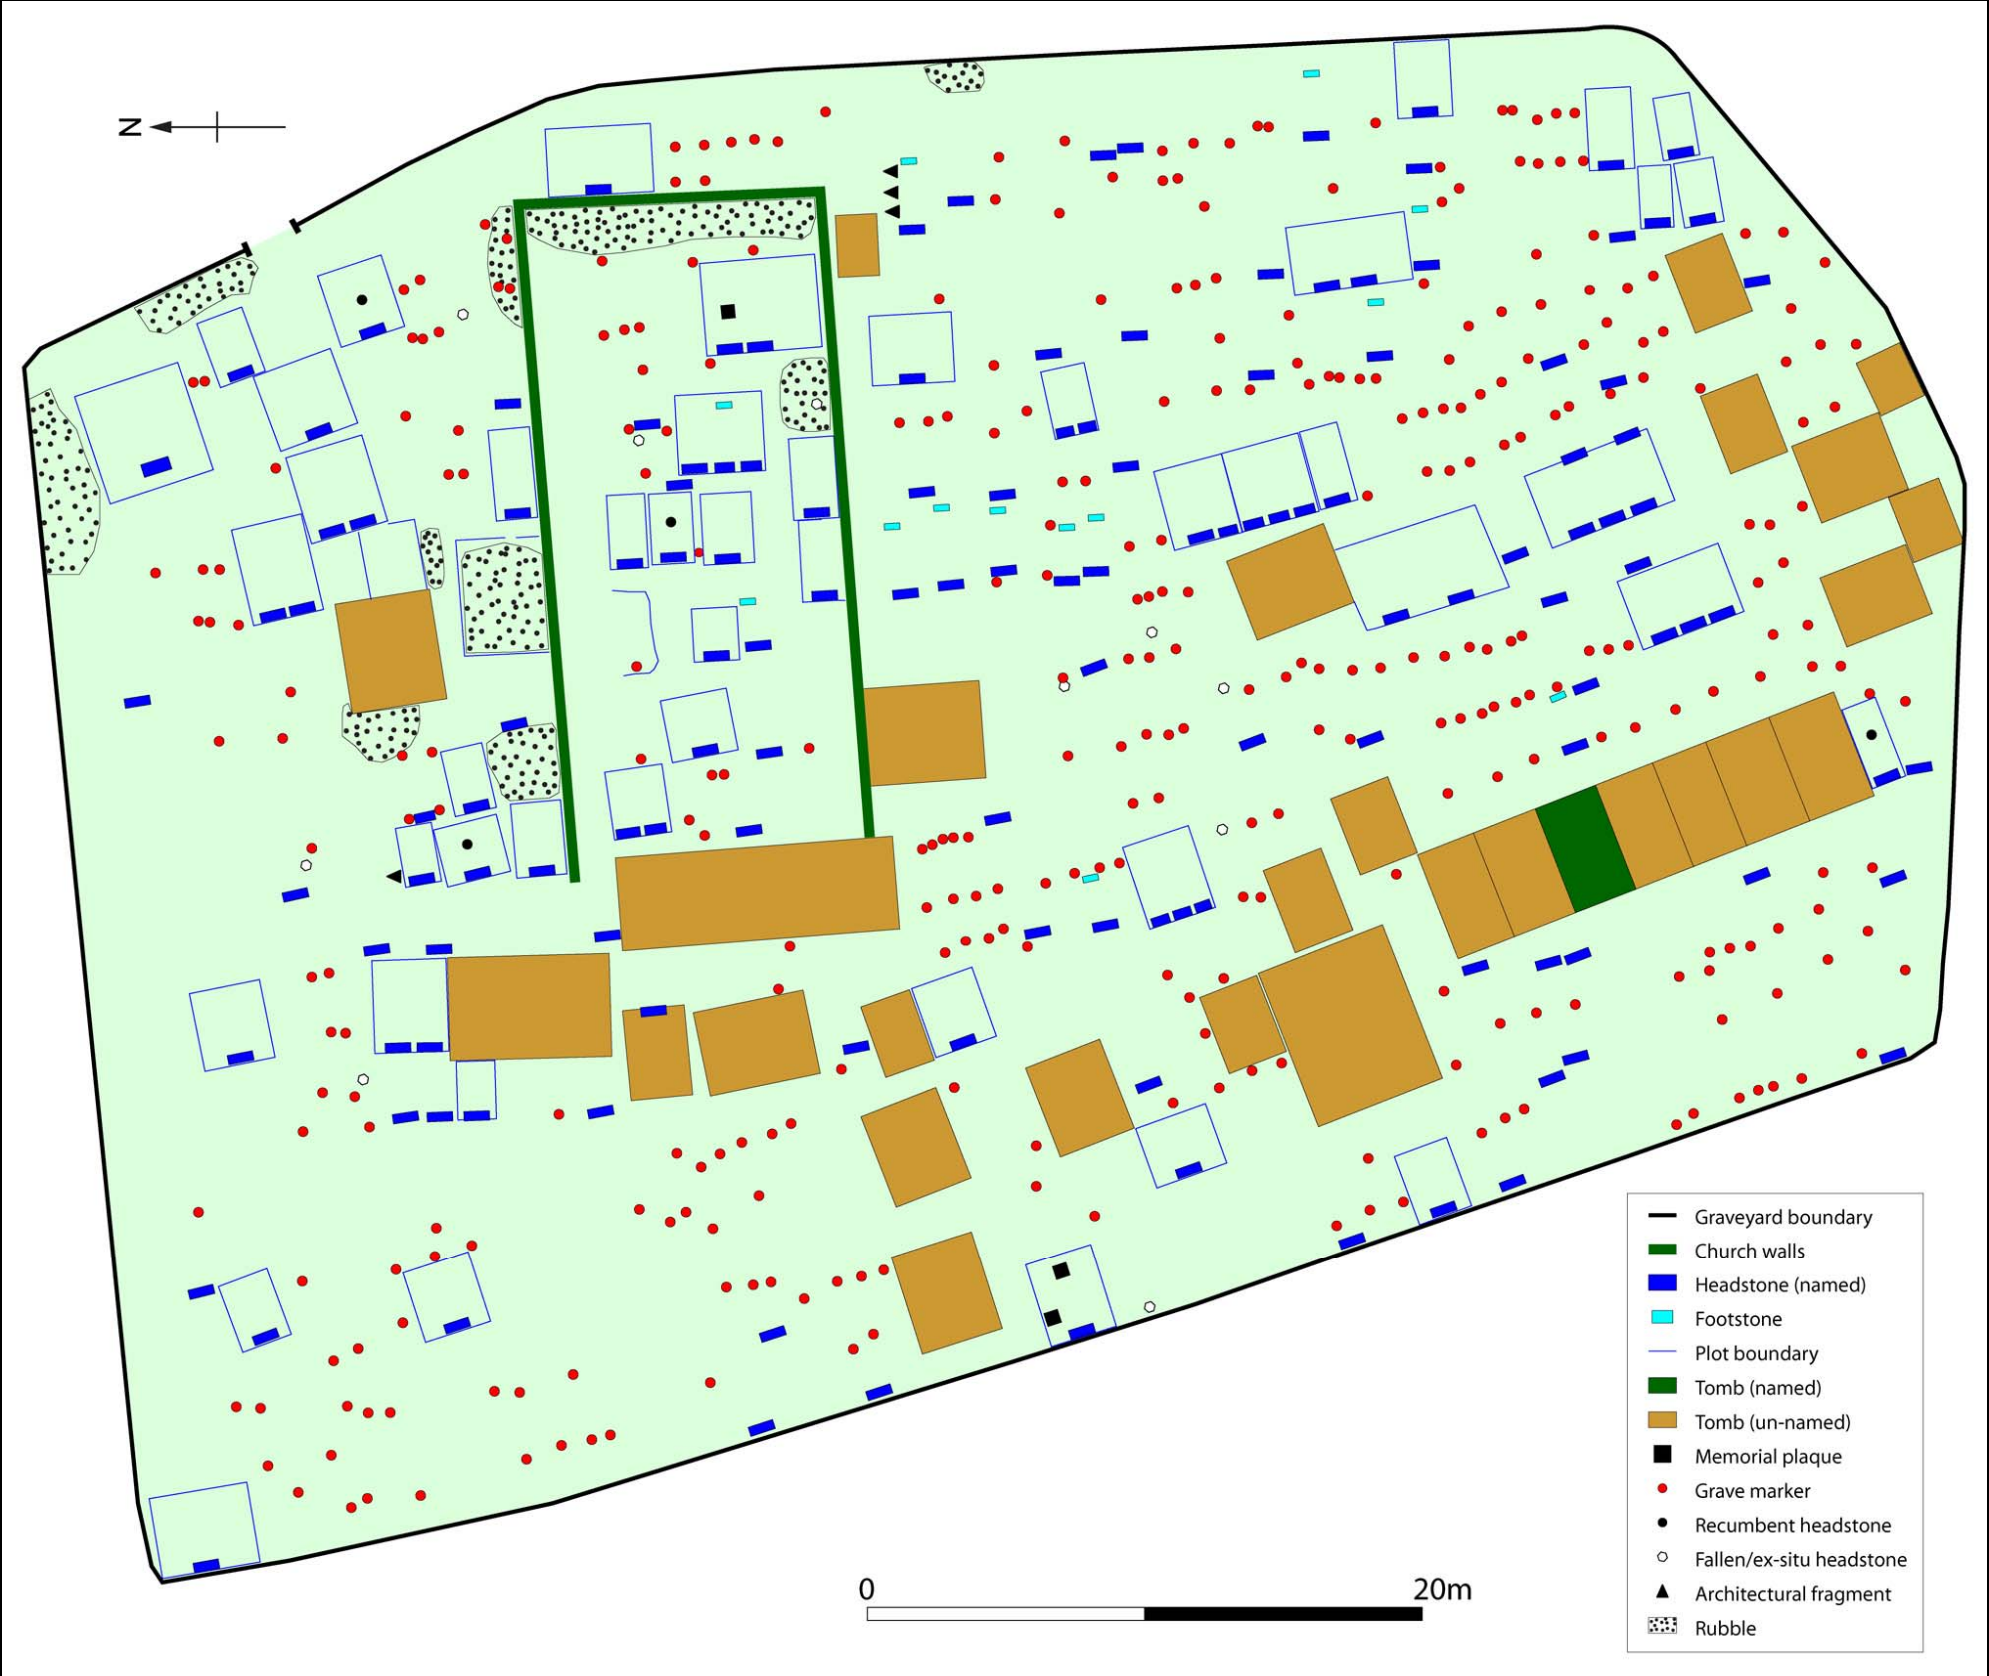 N
Graveyard boundary
Church walls
Headstone (named)
Footstone
Plot boundary
Tomb (named)
Tomb (un-named)
Memorial plaque
Grave marker
Recumbent headstone
Fallen/ex-situ headstone
Architectural fragment
Rubble
0 20m